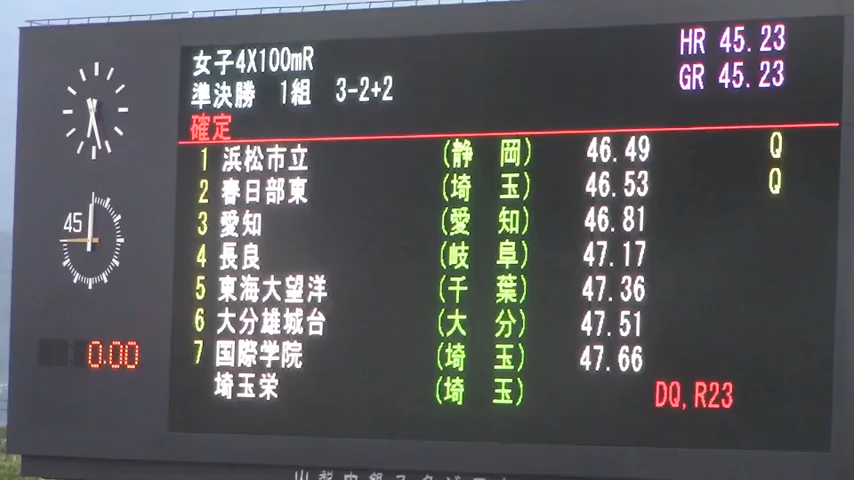 女子4X100mR
HR 45.23
準決勝 1組 3-2+2
GR 45.23
確定
1 浜松市立 (静 岡) 46.49 Q
2 春日部東 (埼 玉) 46.53 Q
3 愛知 (愛 知) 46.81
4 長良 (岐 阜) 47.17
5 東海大望洋 (千 葉) 47.36
6 大分雄城台 (大 分) 47.51
7 国際学院 (埼 玉) 47.66
埼玉栄 (埼 玉) DQ,R23
45
0.00